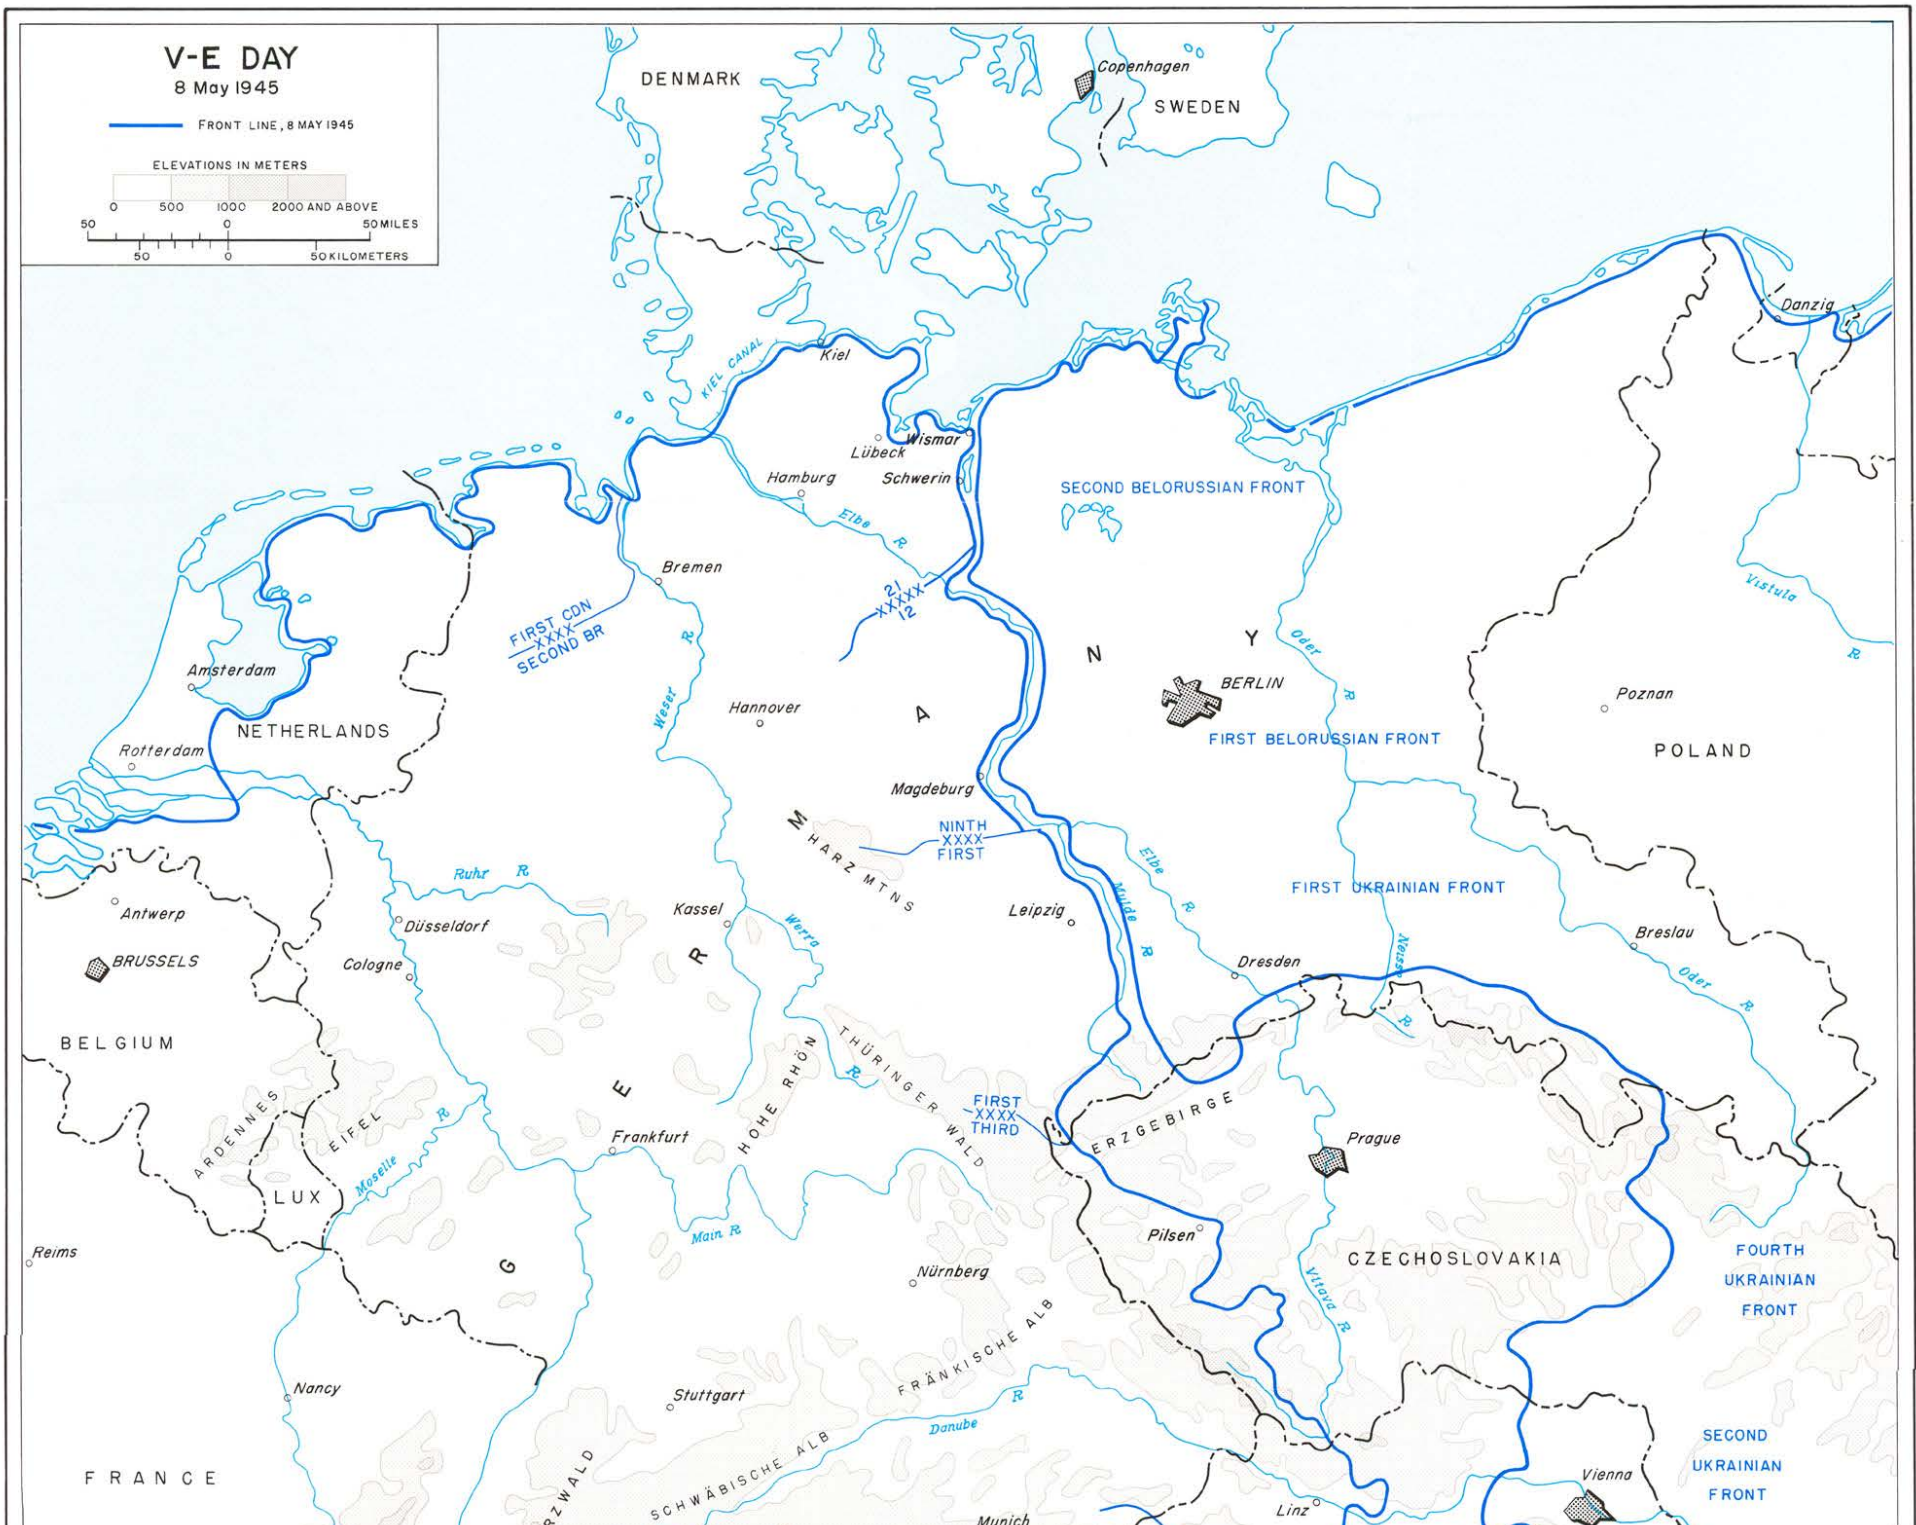 V-E DAY
8 May 1945
FRONT LINE, 8 MAY 1945
ELEVATIONS IN METERS
0 500 1000 2000 AND ABOVE
50 0 50 MILES
50 0 50 KILOMETERS
DENMARK
Copenhagen
SWEDEN
Danzig
KIEL CANAL
Kiel
Wismar
Lübeck
Schwerin
Hamburg
SECOND BELORUSSIAN FRONT
Elbe R
Bremen
21
XXXXX
12
Vistula R
FIRST CDN
XXXX
SECOND BR
Oder R
Amsterdam
BERLIN
Weser R
Poznan
Hannover
NETHERLANDS
FIRST BELORUSSIAN FRONT
POLAND
Rotterdam
Magdeburg
NINTH
XXXX
FIRST
HARZ MTNS
Elbe R
Ruhr R
FIRST UKRAINIAN FRONT
Mulde R
Antwerp
Düsseldorf
Kassel
Leipzig
Werra R
Breslau
BRUSSELS
Cologne
Dresden
Neisse R
Oder R
BELGIUM
THÜRINGER WALD
HOHE RHÖN
ARDENNES
EIFEL
FIRST
XXXX
THIRD
ERZGEBIRGE
Frankfurt
Prague
Moselle R
LUX
G E R M A N Y
Main R
Pilsen
Reims
CZECHOSLOVAKIA
FOURTH
UKRAINIAN
FRONT
Nürnberg
Vltava R
FRÄNKISCHE ALB
Nancy
Stuttgart
Danube R
SECOND
UKRAINIAN
FRONT
SCHWÄBISCHE ALB
FRANCE
RZWALD
Vienna
Linz
Munich